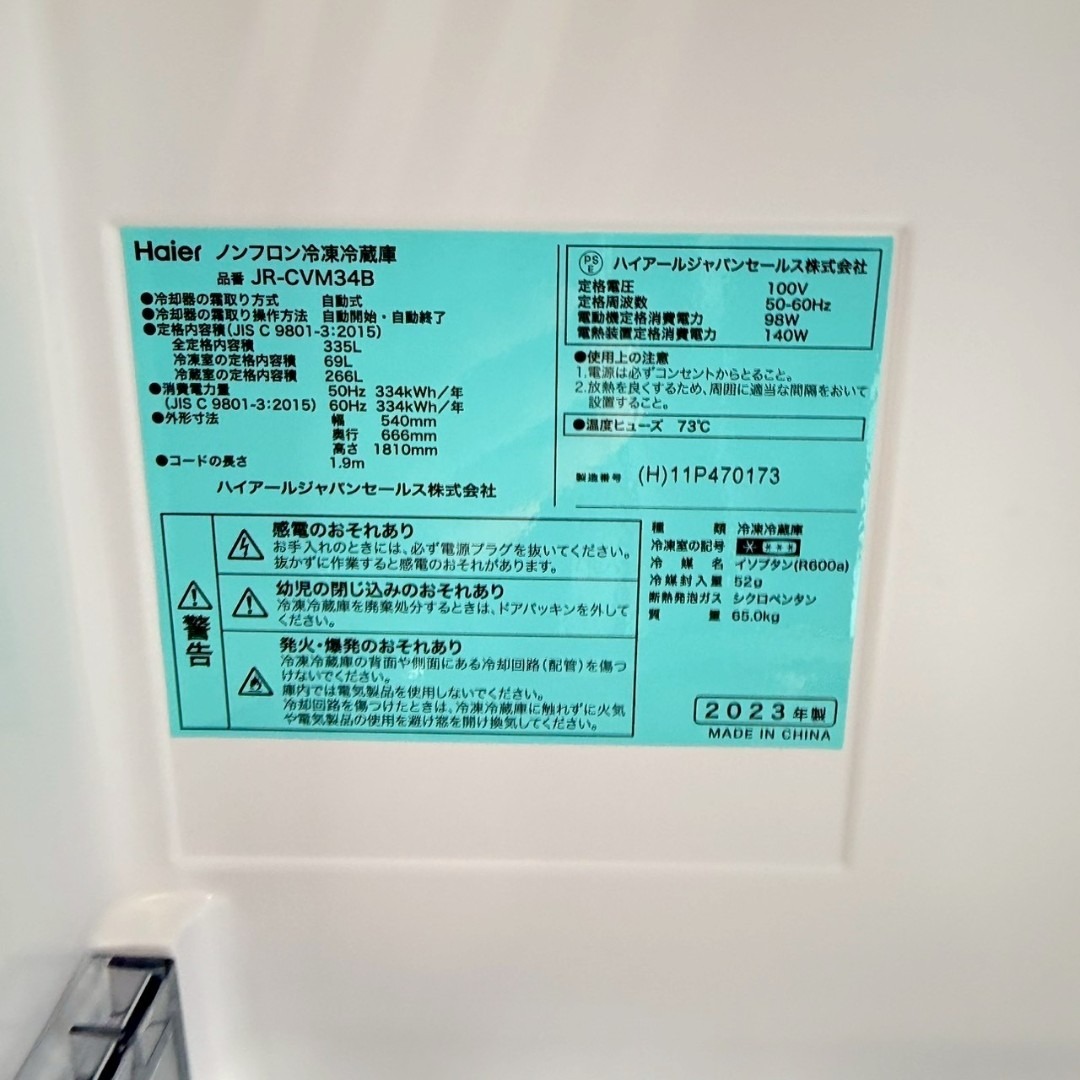 Haier ノンフロン冷凍冷蔵庫
品番 JR-CVM34B
●冷却器の霜取り方式 自動式
●冷却器の霜取り操作方法 自動開始・自動終了
●定格内容積(JIS C 9801-3:2015)
全定格内容積 335L
冷凍室の定格内容積 69L
冷蔵室の定格内容積 266L
●消費電力量 50Hz 334kWh/年
(JIS C 9801-3:2015) 60Hz 334kWh/年
●外形寸法 幅 540mm
奥行 666mm
高さ 1810mm
●コードの長さ 1.9m
ハイアールジャパンセールス株式会社
PSE ハイアールジャパンセールス株式会社
定格電圧 100V
定格周波数 50-60Hz
電動機定格消費電力 98W
電熱装置定格消費電力 140W
●使用上の注意
1.電源は必ずコンセントからとること。
2.放熱を良くするため、周囲に適当な間隔をおいて
設置すること。
●温度ヒューズ 73℃
製造番号 (H)11P470173
警告
感電のおそれあり
お手入れのときには、必ず電源プラグを抜いてください。
抜かずに作業すると感電のおそれがあります。
幼児の閉じ込みのおそれあり
冷凍冷蔵庫を廃棄処分するときは、ドアパッキンを外して
ください。
発火・爆発のおそれあり
冷凍冷蔵庫の背面や側面にある冷却回路(配管)を傷つ
けないでください。
庫内では電気製品を使用しないでください。
冷却回路を傷つけたときは、冷凍冷蔵庫に触れずに火気
や電気製品の使用を避け窓を開け換気してください。
種類 冷凍冷蔵庫
冷凍室の記号
冷媒名 イソブタン(R600a)
冷媒封入量 52g
断熱発泡ガス シクロペンタン
質量 65.0kg
2023年製
MADE IN CHINA